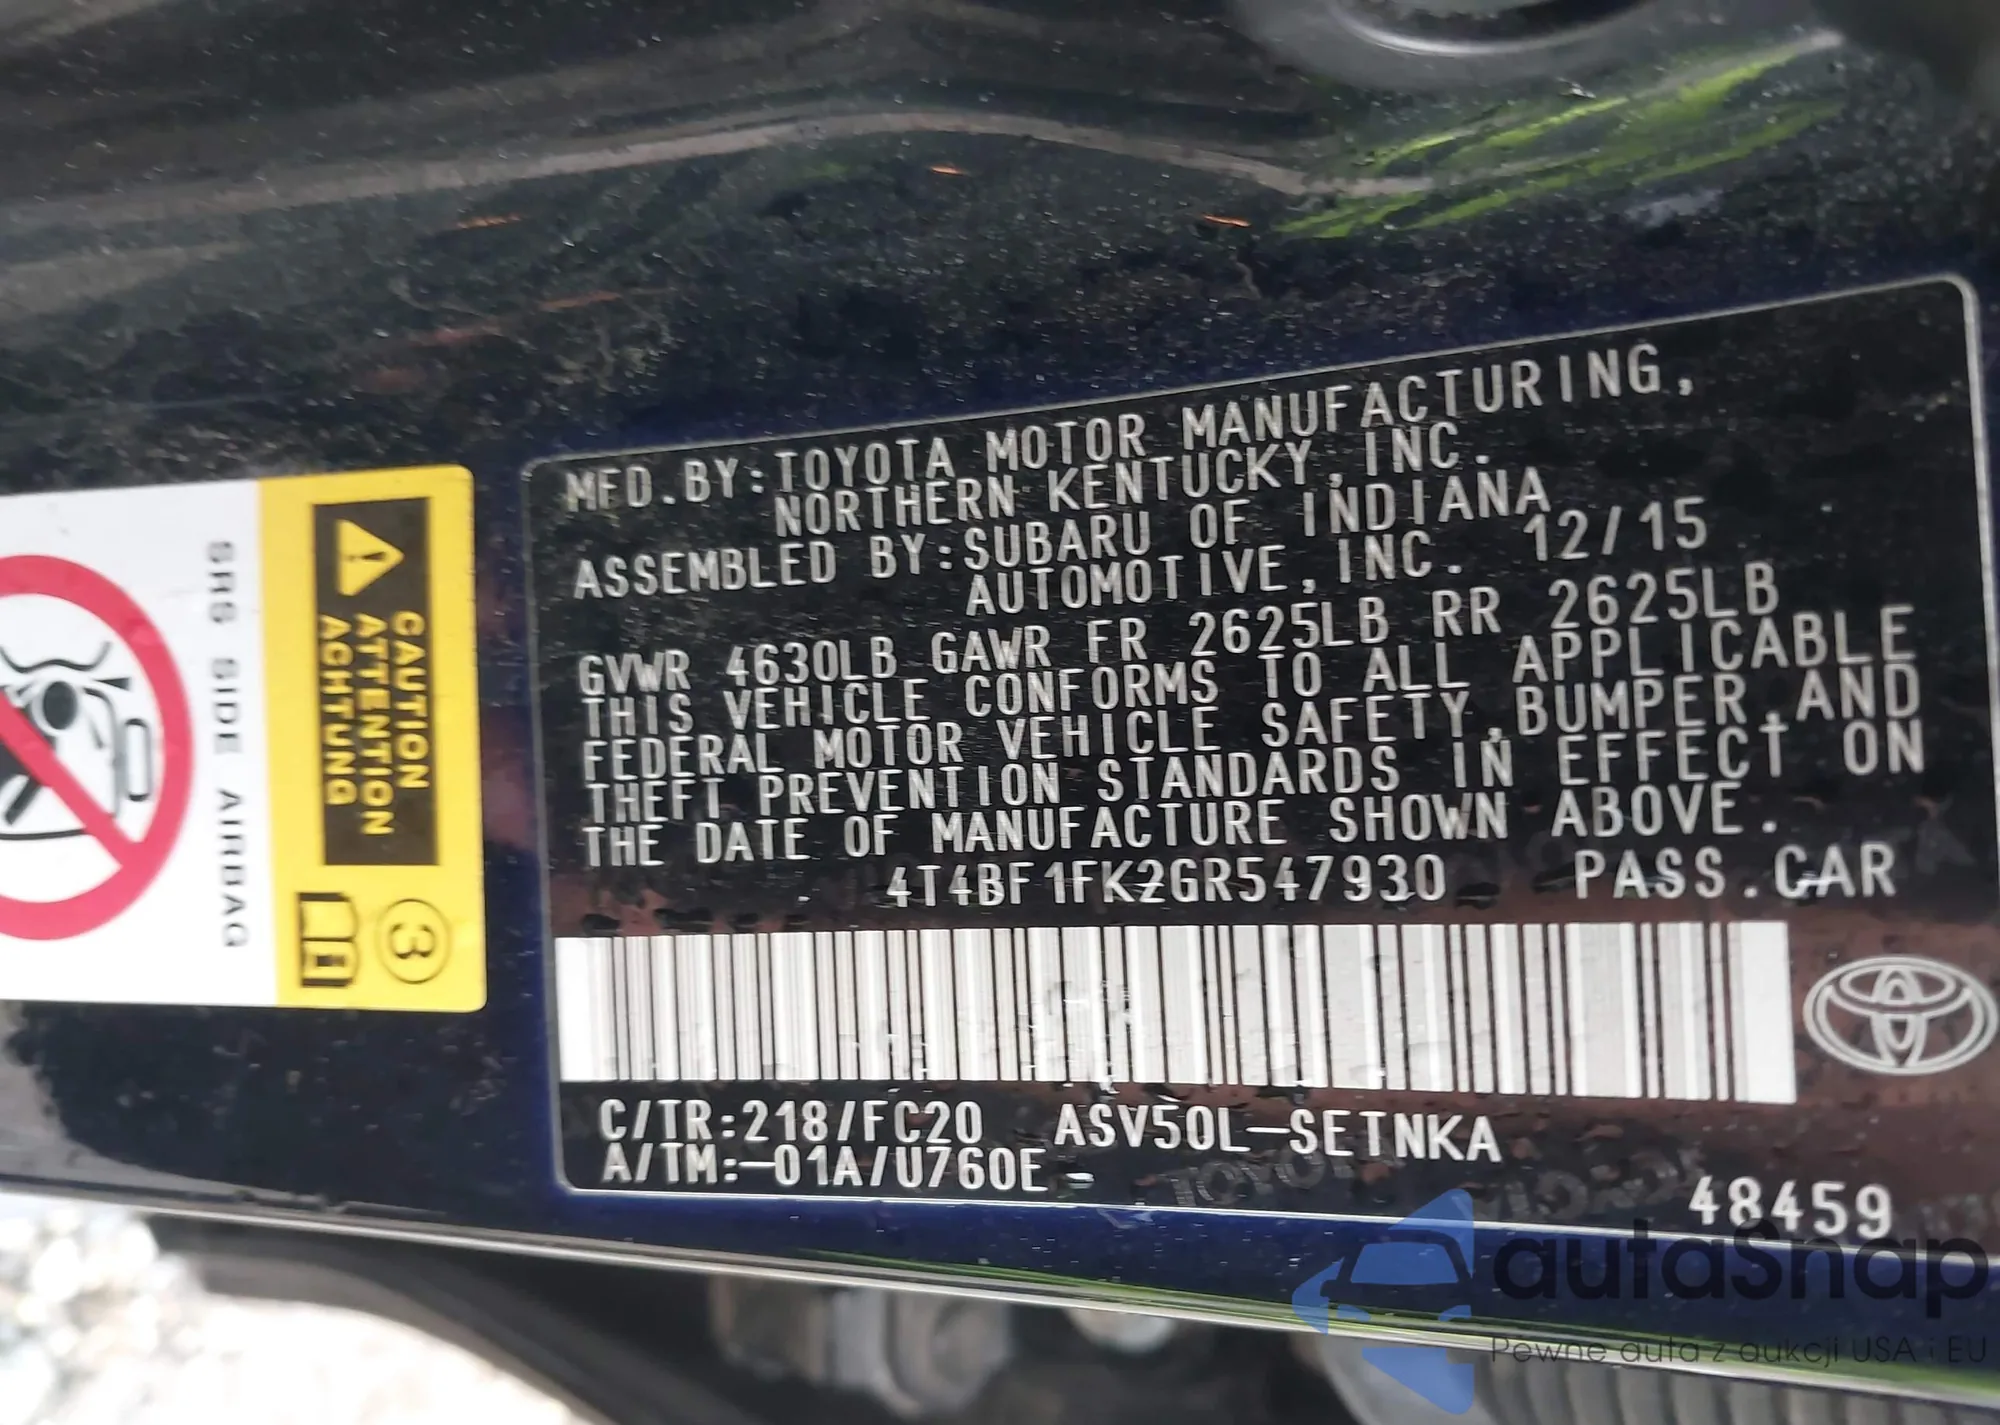 MFD.BY:TOYOTA MOTOR MANUFACTURING,
NORTHERN KENTUCKY,INC.
ASSEMBLED BY:SUBARU OF INDIANA
AUTOMOTIVE,INC. 12/15
GVWR 4630LB GAWR FR 2625LB RR 2625LB
THIS VEHICLE CONFORMS TO ALL APPLICABLE
FEDERAL MOTOR VEHICLE SAFETY,BUMPER,AND
THEFT PREVENTION STANDARDS IN EFFECT ON
THE DATE OF MANUFACTURE SHOWN ABOVE.
4T4BF1FK2GR547930 PASS.CAR
C/TR:218/FC20 ASV50L-SETNKA
A/TM:-01A/U760E -
48459
CAUTION
ATTENTION
ACHTUNG
3
SRS SIDE AIRBAG
autaSnap
Pewne auta z aukcji USA i EU